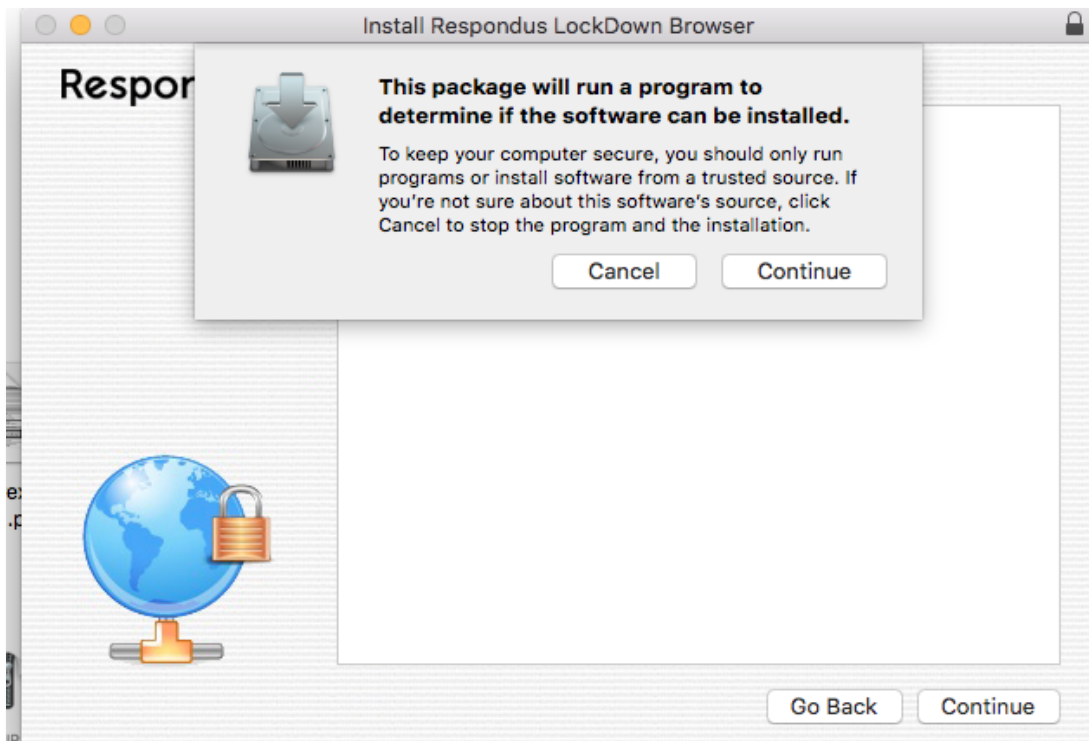 Install Respondus LockDown Browser
Respon
This package will run a program to
determine if the software can be installed.
To keep your computer secure, you should only run
programs or install software from a trusted source. If
you're not sure about this software's source, click
Cancel to stop the program and the installation.
Cancel
Continue
Go Back
Continue